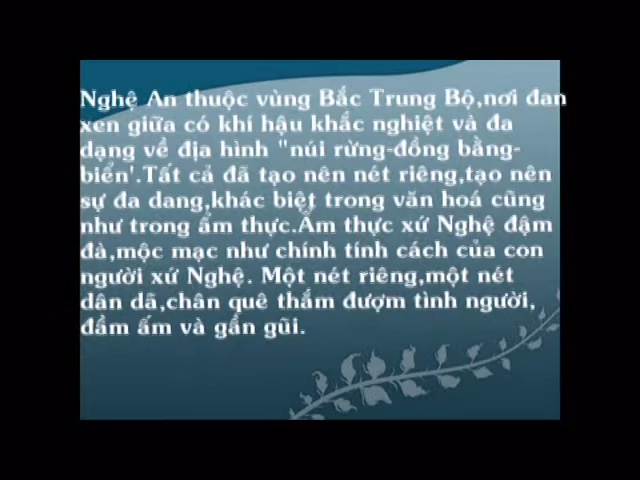 Nghệ An thuộc vùng Bắc Trung Bộ,nơi đan
xen giữa có khí hậu khắc nghiệt và đa
dạng về địa hình "núi rừng-đồng bằng-
biển'.Tất cả đã tạo nên nét riêng,tạo nên
sự đa dang,khác biệt trong văn hoá cũng
như trong ẩm thực.Ẩm thực xứ Nghệ đậm
đà,mộc mạc như chính tính cách của con
người xứ Nghệ. Một nét riêng,một nét
dân dã,chân quê thắm đượm tình người,
đầm ấm và gần gũi.